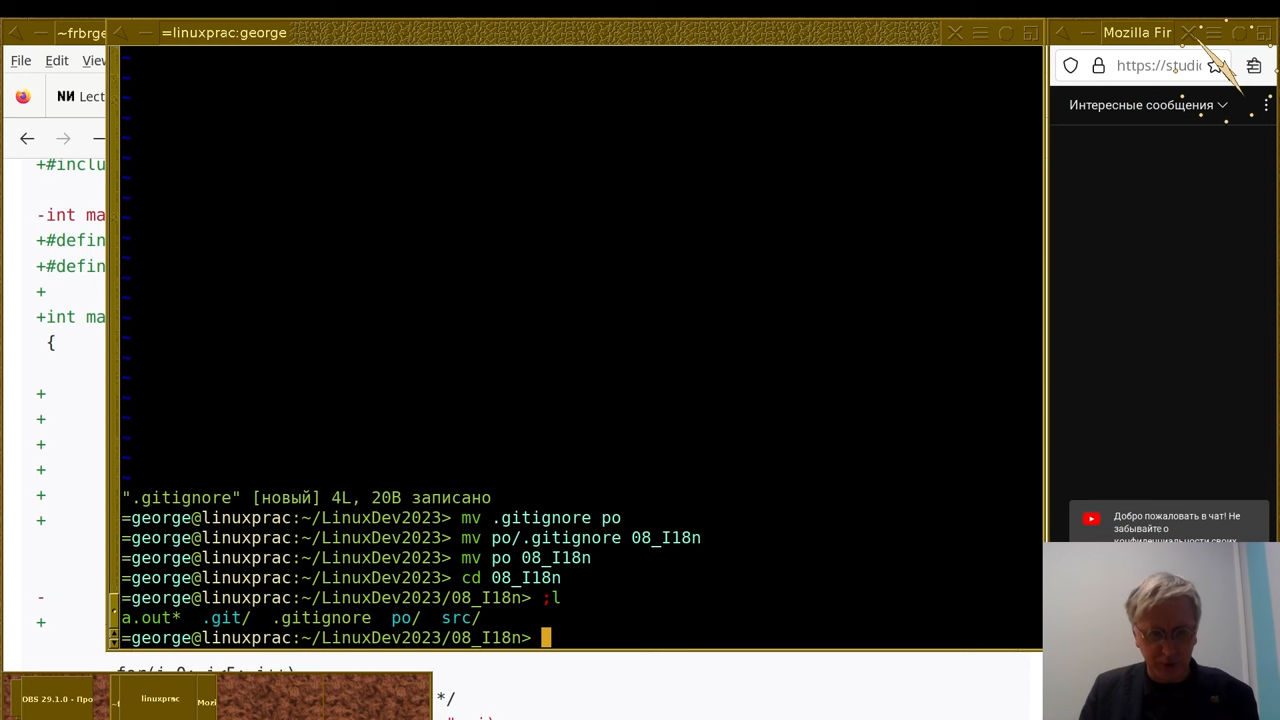 ~frbrge
=linuxprac:george
Mozilla Fir
File Edit View
Lect
https://studio
Интересные сообщения
+#inclu
-int ma
+#defin
+#defin
+
+int ma
{
+
+
+
+
+
+
-
+
".gitignore" [новый] 4L, 20B записано
=george@linuxprac:~/LinuxDev2023> mv .gitignore po
=george@linuxprac:~/LinuxDev2023> mv po/.gitignore 08_I18n
=george@linuxprac:~/LinuxDev2023> mv po 08_I18n
=george@linuxprac:~/LinuxDev2023> cd 08_I18n
=george@linuxprac:~/LinuxDev2023/08_I18n> ;l
a.out* .git/ .gitignore po/ src/
=george@linuxprac:~/LinuxDev2023/08_I18n>
Добро пожаловать в чат! Не
забывайте о
конфиденциальности своих
*/
OBS 29.1.0 - Про
linuxprac
Mozi